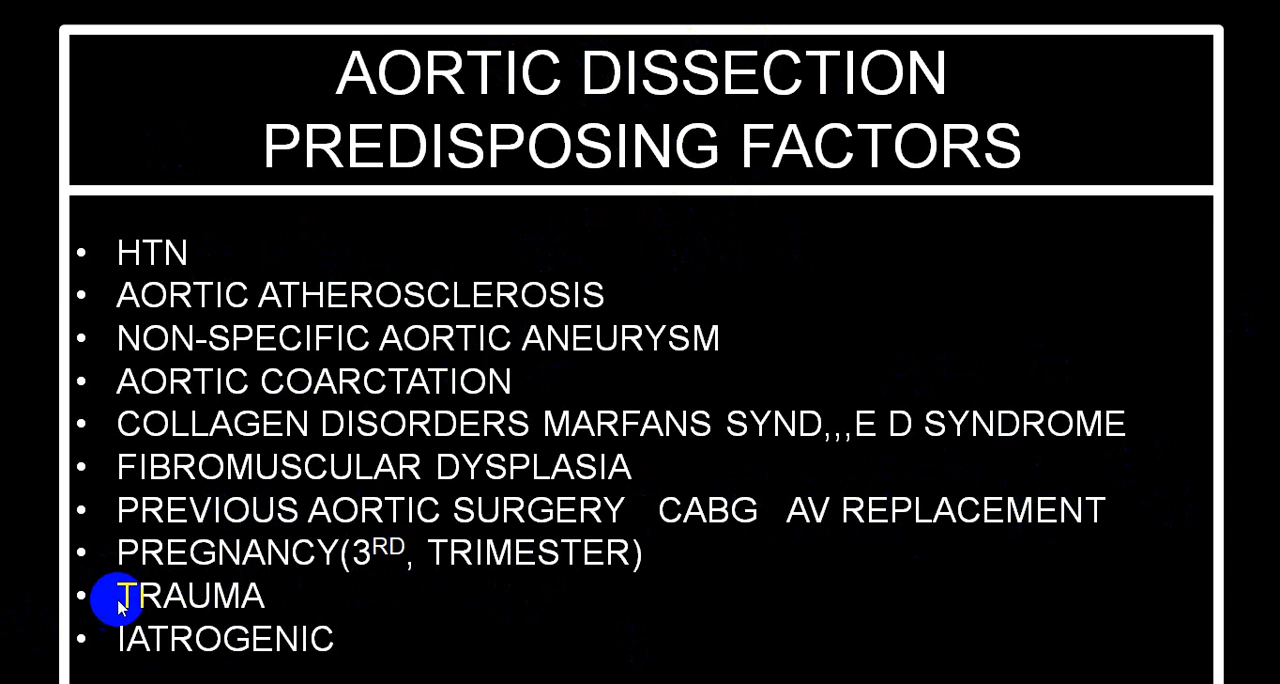 AORTIC DISSECTION
PREDISPOSING FACTORS
• HTN
• AORTIC ATHEROSCLEROSIS
• NON-SPECIFIC AORTIC ANEURYSM
• AORTIC COARCTATION
• COLLAGEN DISORDERS MARFANS SYND,,,E D SYNDROME
• FIBROMUSCULAR DYSPLASIA
• PREVIOUS AORTIC SURGERY CABG AV REPLACEMENT
• PREGNANCY(3RD, TRIMESTER)
• TRAUMA
• IATROGENIC